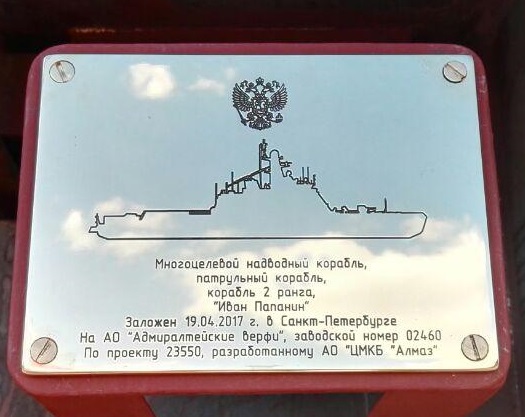 Многоцелевой надводный корабль,
патрульный корабль,
корабль 2 ранга,
"Иван Папанин"
Заложен 19.04.2017 г. в Санкт-Петербурге
На АО "Адмиралтейские верфи", заводской номер 02460
По проекту 23550, разработанному АО "ЦМКБ "Алмаз"